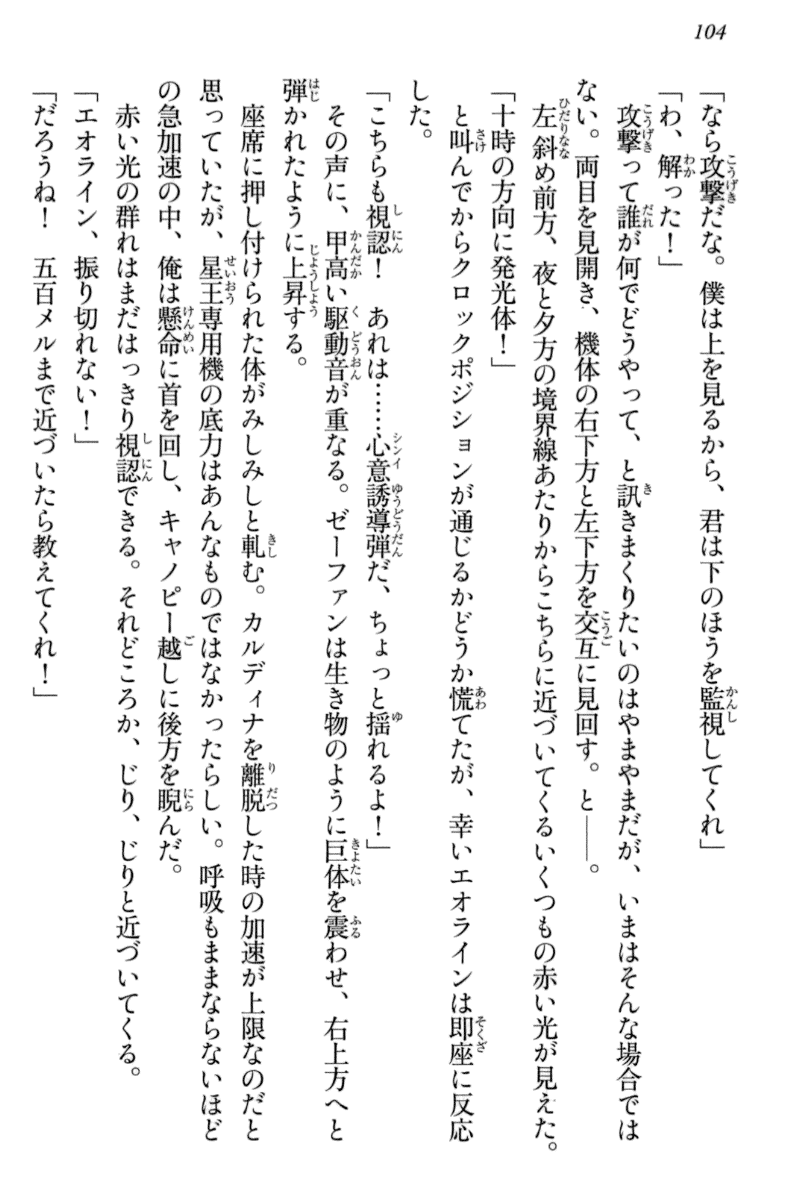 104
「なら攻撃だな。僕は上を見るから、君は下のほうを監視してくれ」
「わ、解った！」
攻撃って誰が何でどうやって、と訊きまくりたいのはやまやまだが、いまはそんな場合では
ない。両目を見開き、機体の右下方と左下方を交互に見回す。と――。
左斜め前方、夜と夕方の境界線あたりからこちらに近づいてくるいくつもの赤い光が見えた。
「十時の方向に発光体！」
と叫んでからクロックポジションが通じるかどうか慌てたが、幸いエオラインは即座に反応
した。
「こちらも視認！　あれは……心意誘導弾だ、ちょっと揺れるよ！」
その声に、甲高い駆動音が重なる。ゼーファンは生き物のように巨体を震わせ、右上方へと
弾かれたように上昇する。
座席に押し付けられた体がみしみしと軋む。カルディナを離脱した時の加速が上限なのだと
思っていたが、星王専用機の底力はあんなものではなかったらしい。呼吸もままならないほど
の急加速の中、俺は懸命に首を回し、キャノピー越しに後方を睨んだ。
赤い光の群れはまだはっきり視認できる。それどころか、じり、じりと近づいてくる。
「エオライン、振り切れない！」
「だろうね！　五百メルまで近づいたら教えてくれ！」